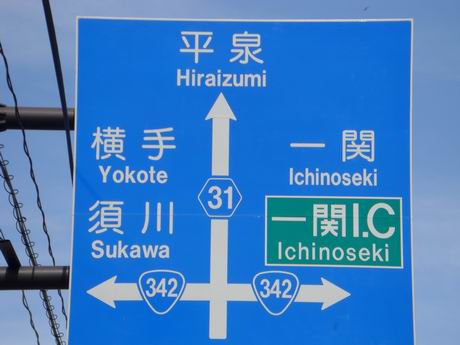 平泉
Hiraizumi
横手
Yokote
一関
Ichinoseki
31
須川
Sukawa
一関I.C
Ichinoseki
342
342